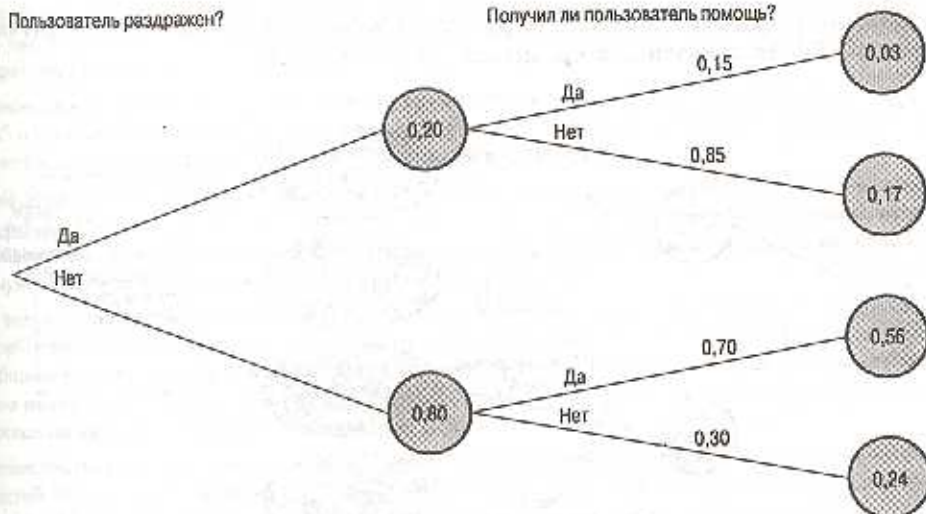 Пользователь раздражен?
Получил ли пользователь помощь?
0,03
0,15
Да
0,20
Нет
0,85
0,17
Да
Нет
0,56
0,70
Да
0,80
Нет
0,30
0,24